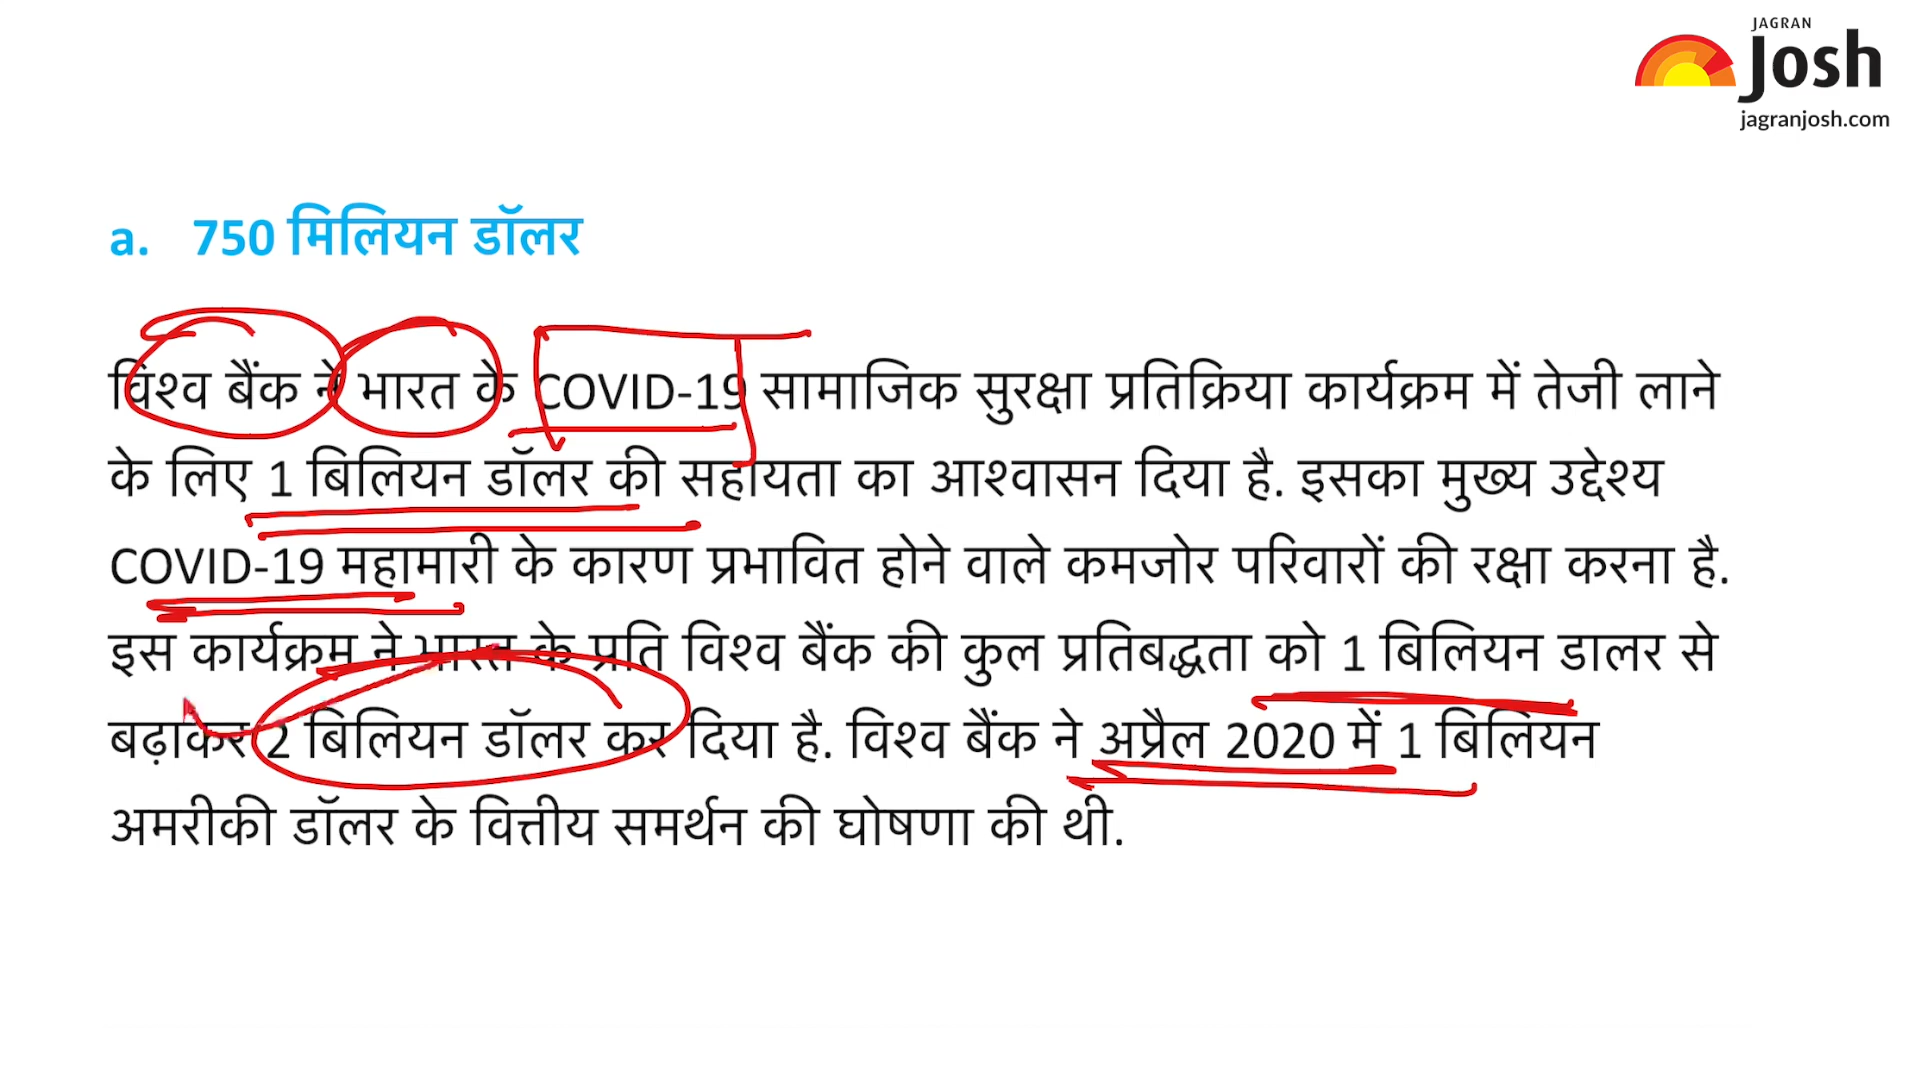 JAGRAN
Josh
jagranjosh.com
a. 750 मिलियन डॉलर
विश्व बैंक ने भारत के COVID-19 सामाजिक सुरक्षा प्रतिक्रिया कार्यक्रम में तेजी लाने
के लिए 1 बिलियन डॉलर की सहायता का आश्वासन दिया है. इसका मुख्य उद्देश्य
COVID-19 महामारी के कारण प्रभावित होने वाले कमजोर परिवारों की रक्षा करना है.
इस कार्यक्रम ने भारत के प्रति विश्व बैंक की कुल प्रतिबद्धता को 1 बिलियन डालर से
बढ़ाकर 2 बिलियन डॉलर कर दिया है. विश्व बैंक ने अप्रैल 2020 में 1 बिलियन
अमरीकी डॉलर के वित्तीय समर्थन की घोषणा की थी.